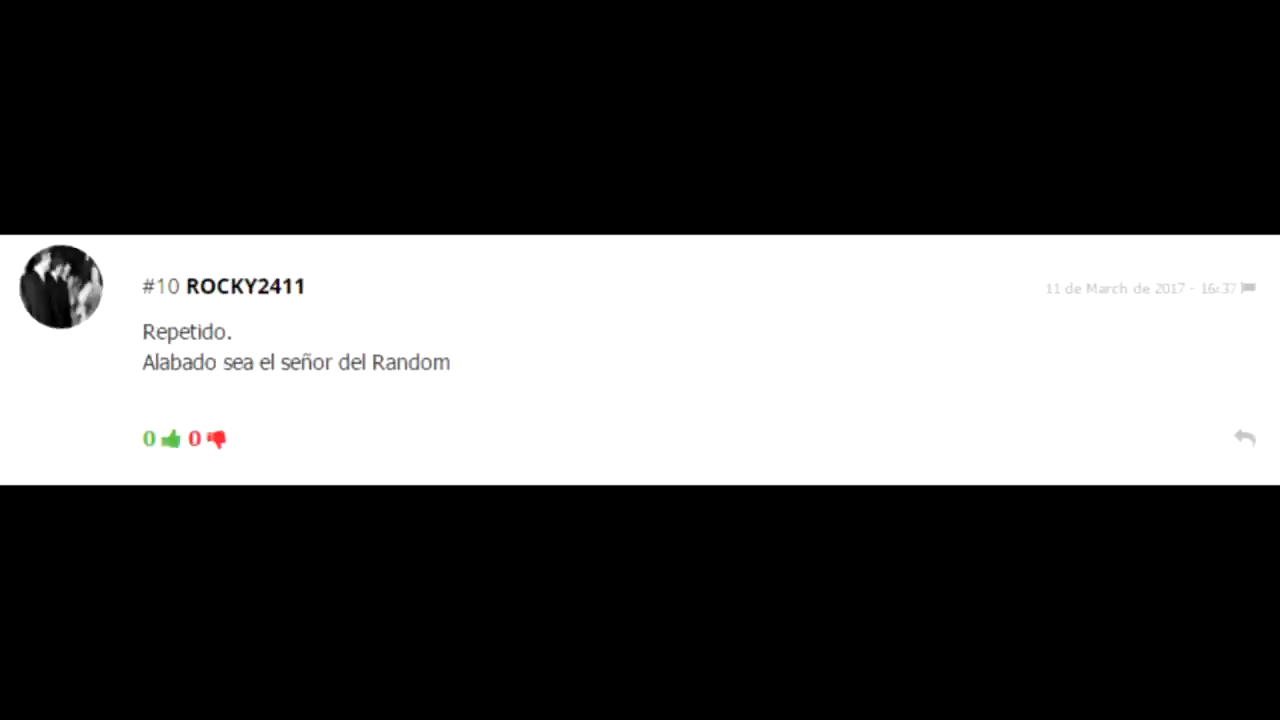 #10 ROCKY2411
11 de March de 2017 - 16:37
Repetido.
Alabado sea el señor del Random
0 0